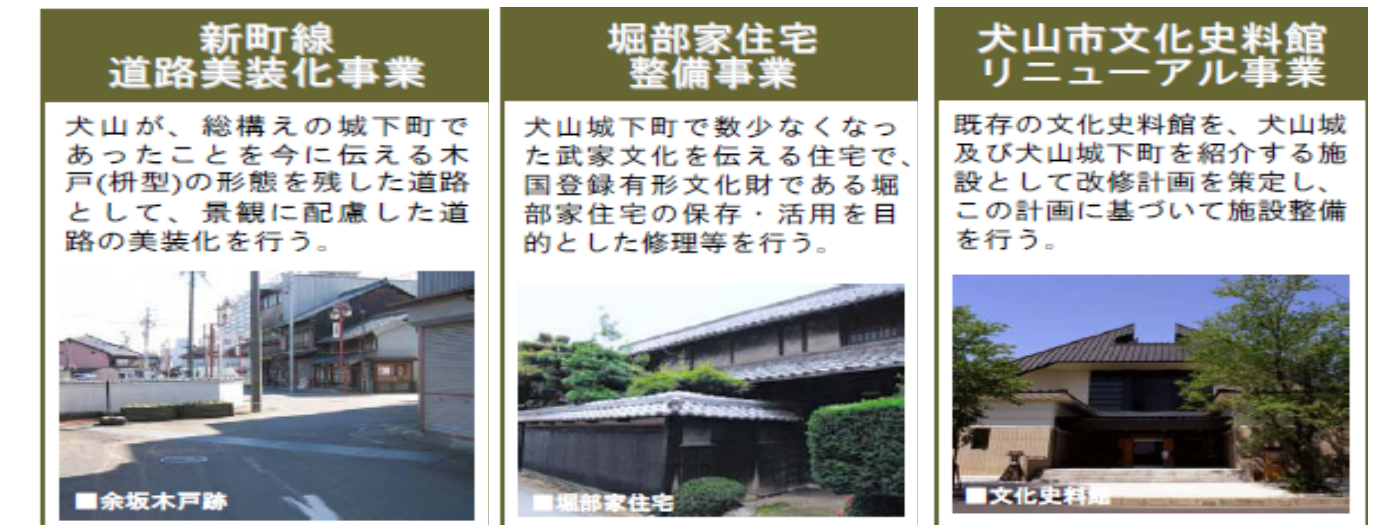 新町線
道路美装化事業
犬山が、総構えの城下町で
あったことを今に伝える木
戸(枡型)の形態を残した道路
として、景観に配慮した道
路の美装化を行う。
■余坂木戸跡
堀部家住宅
整備事業
犬山城下町で数少なくなっ
た武家文化を伝える住宅で、
国登録有形文化財である堀
部家住宅の保存・活用を目
的とした修理等を行う。
■堀部家住宅
犬山市文化史料館
リニューアル事業
既存の文化史料館を、犬山城
及び犬山城下町を紹介する施
設として改修計画を策定し、
この計画に基づいて施設整備
を行う。
■文化史料館